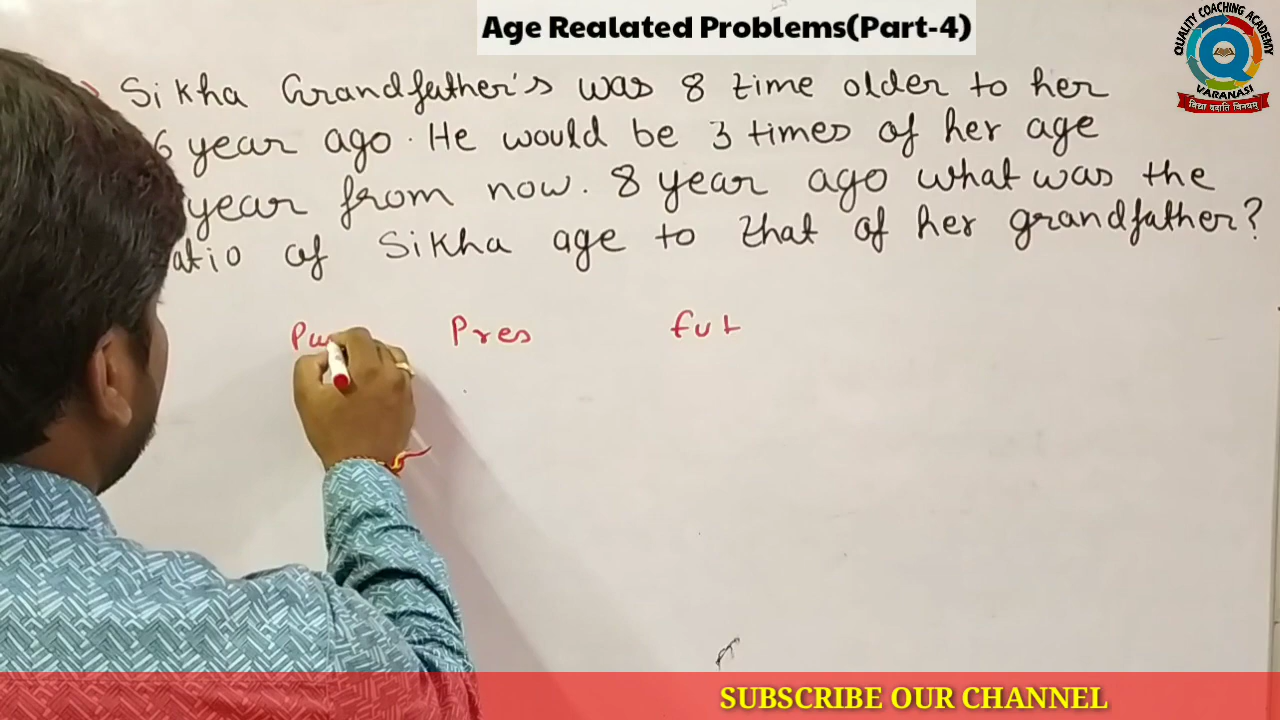 Age Realated Problems(Part-4)
QUALITY COACHING ACADEMY
VARANASI
Sikha Grandfather's was 8 time older to her
6 year ago. He would be 3 times of her age
year from now. 8 year ago what was the
atio of Sikha age to that of her grandfather?
Pres fut
SUBSCRIBE OUR CHANNEL